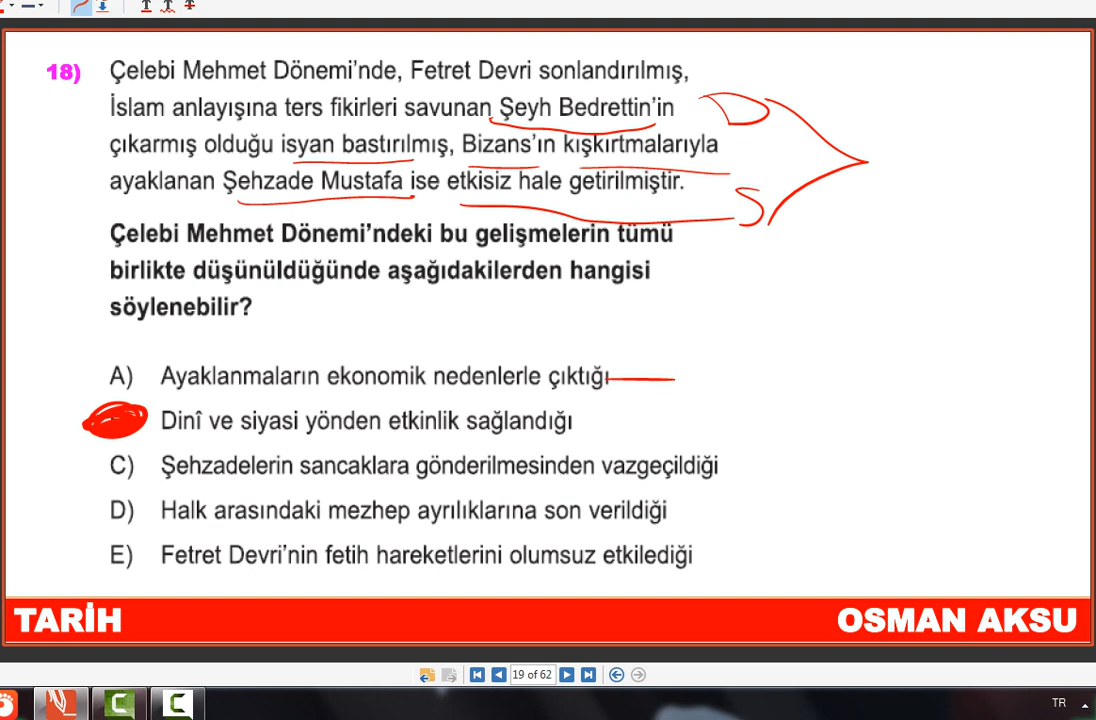 18) Çelebi Mehmet Dönemi’nde, Fetret Devri sonlandırılmış,
İslam anlayışına ters fikirleri savunan Şeyh Bedrettin’in
çıkarmış olduğu isyan bastırılmış, Bizans’ın kışkırtmalarıyla
ayaklanan Şehzade Mustafa ise etkisiz hale getirilmiştir.
D
S
Çelebi Mehmet Dönemi’ndeki bu gelişmelerin tümü
birlikte düşünüldüğünde aşağıdakilerden hangisi
söylenebilir?
A) Ayaklanmaların ekonomik nedenlerle çıktığı
Dinî ve siyasi yönden etkinlik sağlandığı
C) Şehzadelerin sancaklara gönderilmesinden vazgeçildiği
D) Halk arasındaki mezhep ayrılıklarına son verildiği
E) Fetret Devri’nin fetih hareketlerini olumsuz etkilediği
TARİH OSMAN AKSU
19 of 62
TR